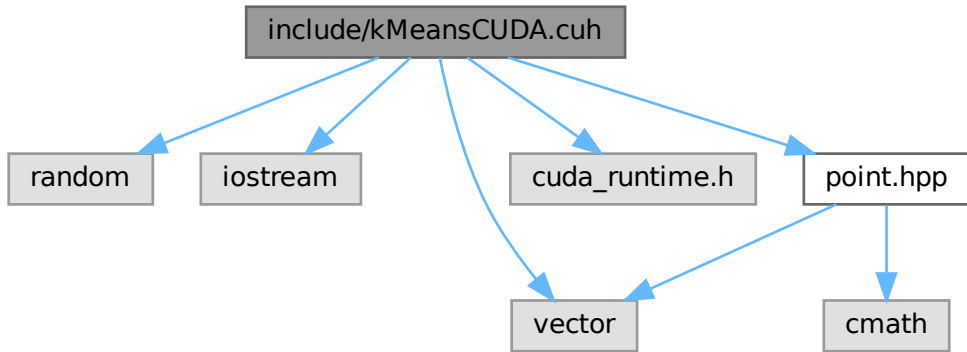 include/kMeansCUDA.cuh
random
iostream
cuda_runtime.h
point.hpp
vector
cmath